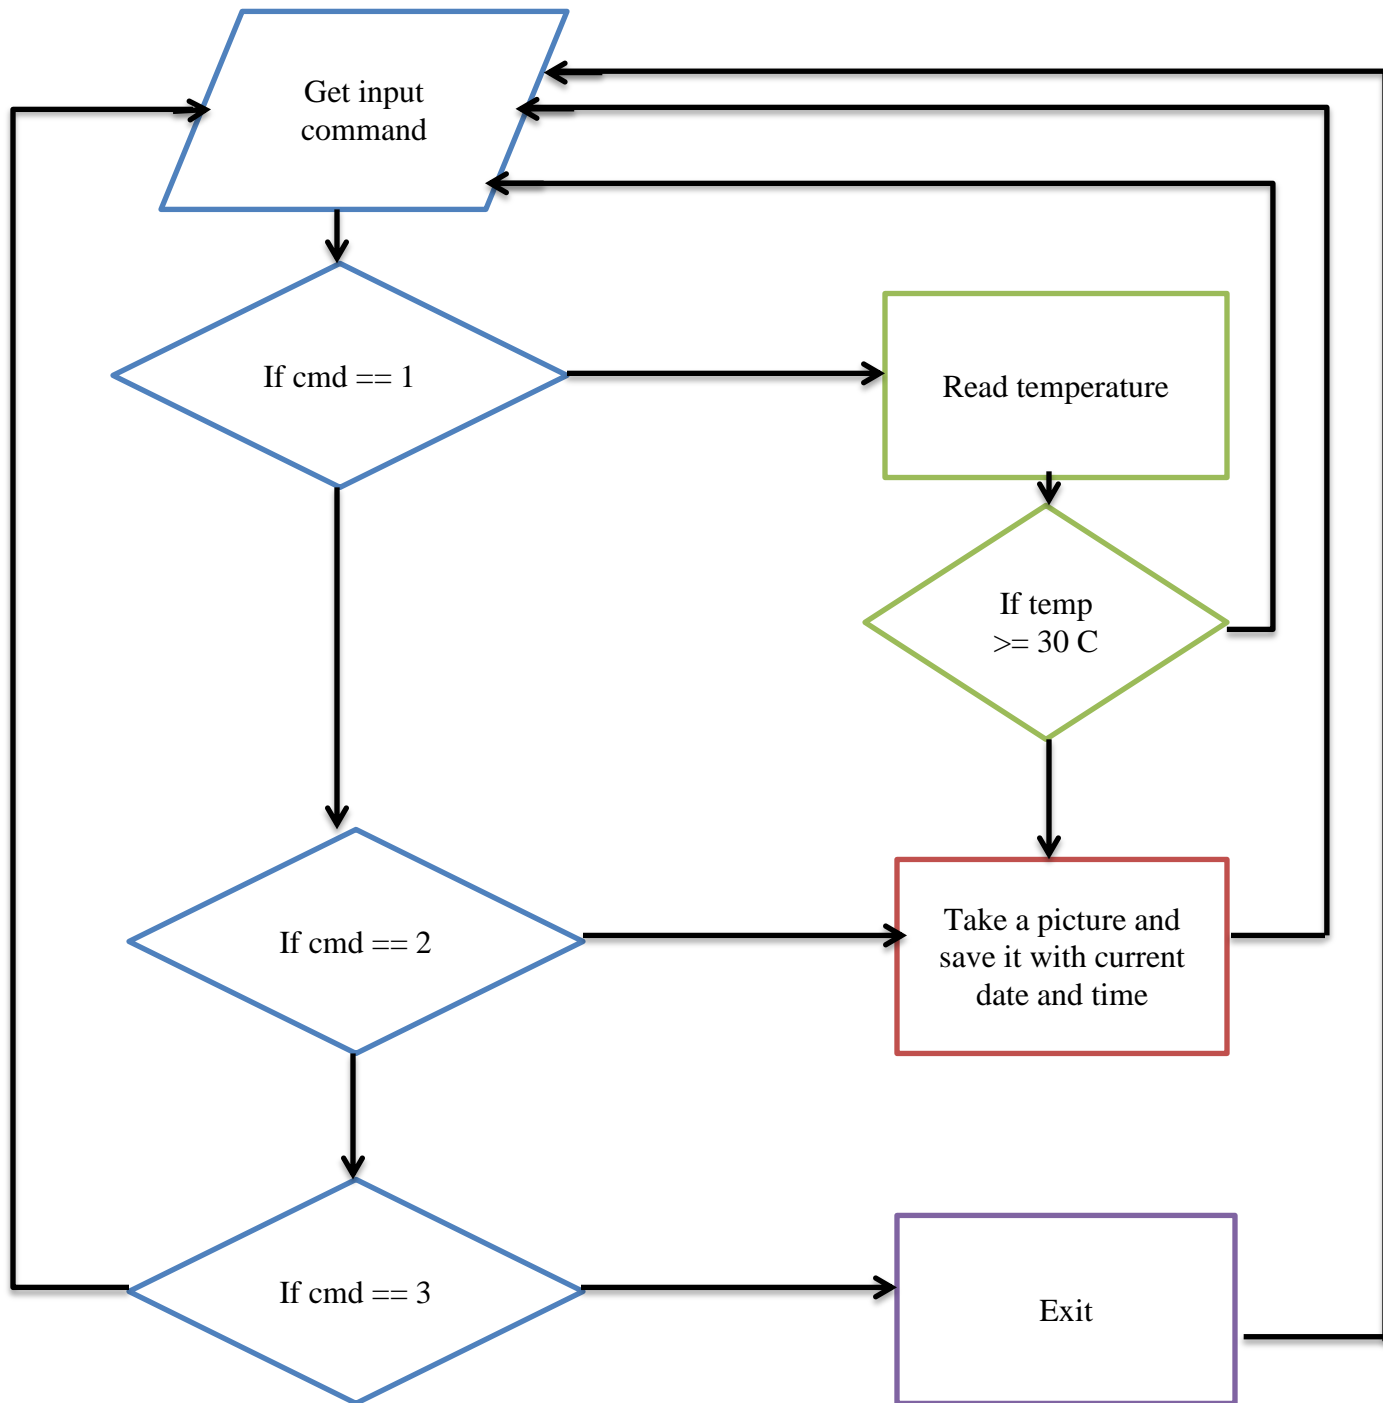 Get input
command
If cmd == 1
Read temperature
If temp
>= 30 C
If cmd == 2
Take a picture and
save it with current
date and time
If cmd == 3
Exit